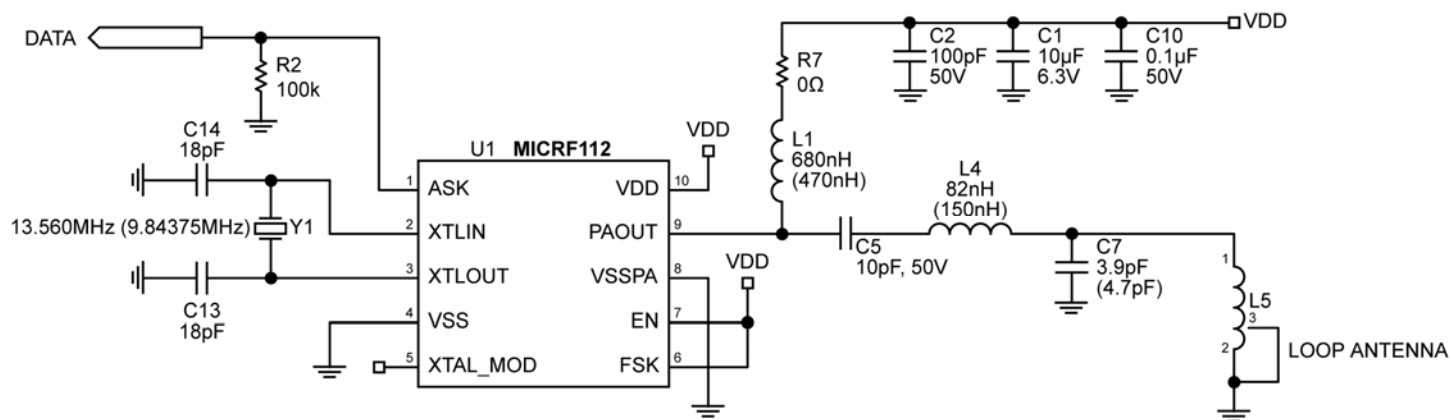 DATA
R2
100k
C14
18pF
13.560MHz (9.84375MHz)
Y1
C13
18pF
U1 MICRF112
1
ASK
2
XTLIN
3
XTLOUT
4
VSS
5
XTAL_MOD
VDD
10
PAOUT
9
VSSPA
8
EN
7
FSK
6
VDD
VDD
R7
0Ω
L1
680nH
(470nH)
C2
100pF
50V
C1
10µF
6.3V
C10
0.1µF
50V
VDD
C5
10pF, 50V
L4
82nH
(150nH)
C7
3.9pF
(4.7pF)
1
L5
3
2
LOOP ANTENNA